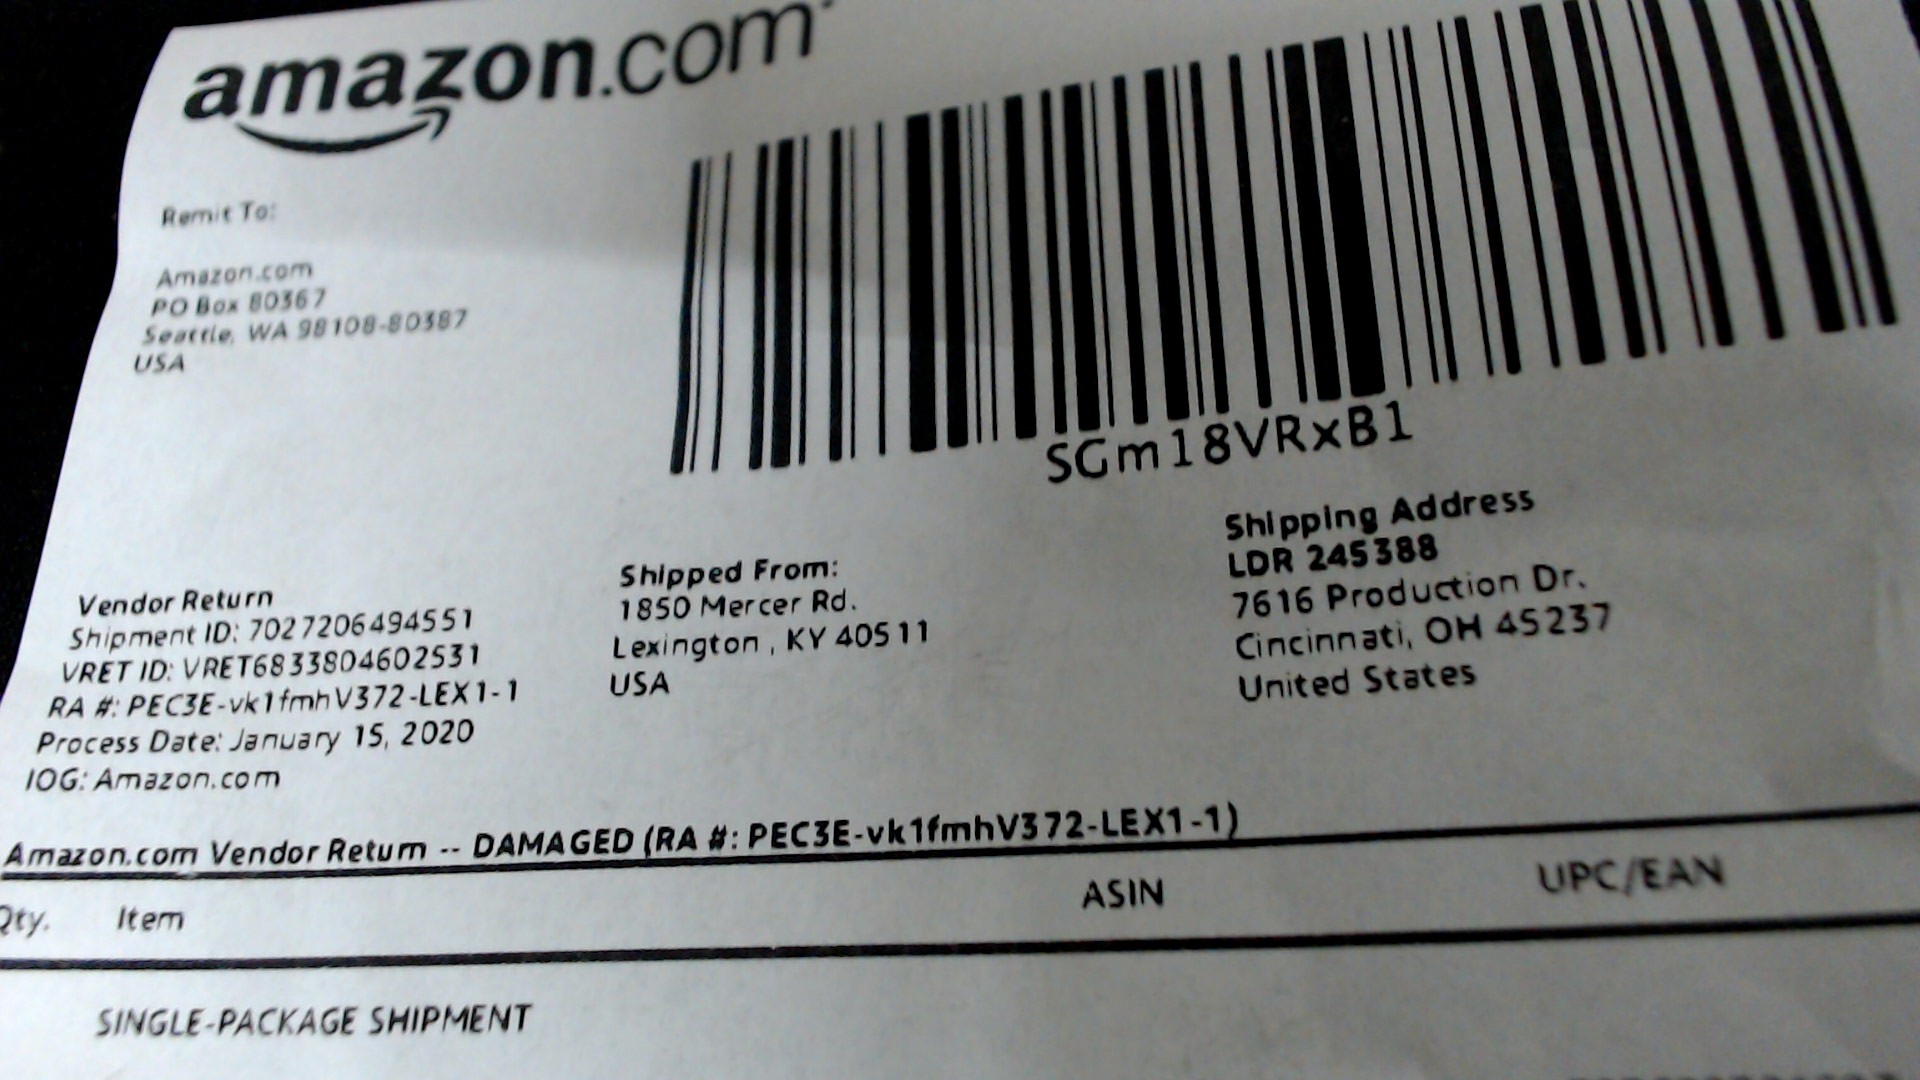 amazon.com
SGm18VRxB1
Remit To:
Amazon.com
PO Box 80367
Seattle, WA 98108-80387
USA
Vendor Return
Shipment ID: 7027206494551
VRET ID: VRET6833804602531
RA #: PEC3E-vk1fmhV372-LEX1-1
Process Date: January 15, 2020
IOG: Amazon.com
Shipped From:
1850 Mercer Rd.
Lexington , KY 40511
USA
Shipping Address
LDR 245388
7616 Production Dr.
Cincinnati, OH 45237
United States
Amazon.com Vendor Return -- DAMAGED (RA #: PEC3E-vk1fmhV372-LEX1-1)
Qty. Item ASIN UPC/EAN
SINGLE-PACKAGE SHIPMENT